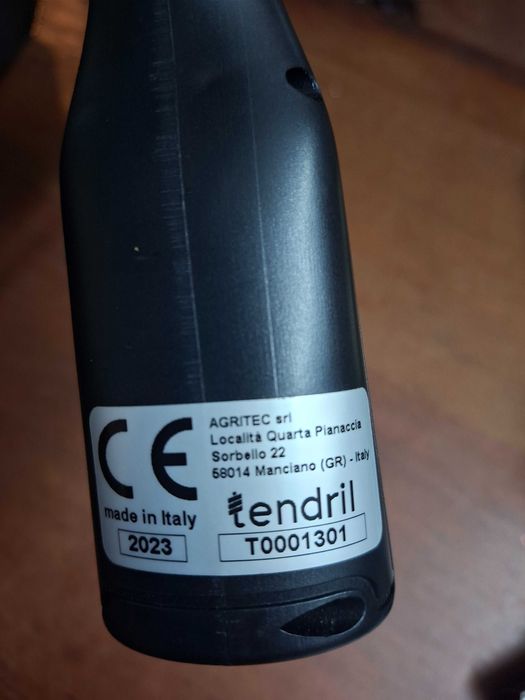 CE
AGRITEC srl
Località Quarta Pianaccia
Sorbello 22
58014 Manciano (GR) - Italy
made in Italy
tendril
2023
T0001301